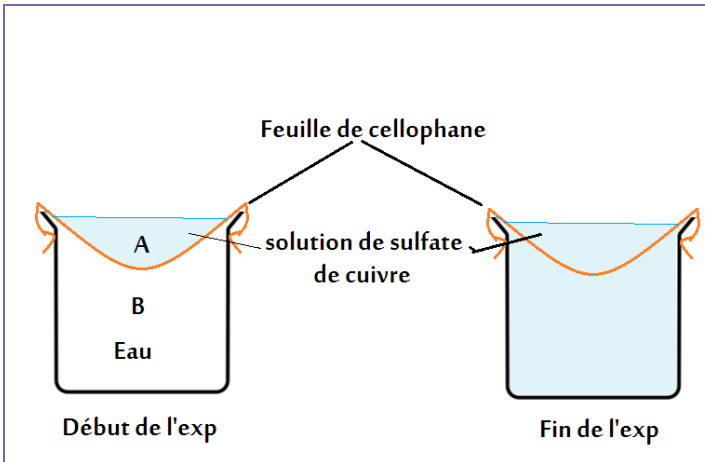 Feuille de cellophane
A
solution de sulfate
de cuivre
B
Eau
Début de l'exp
Fin de l'exp